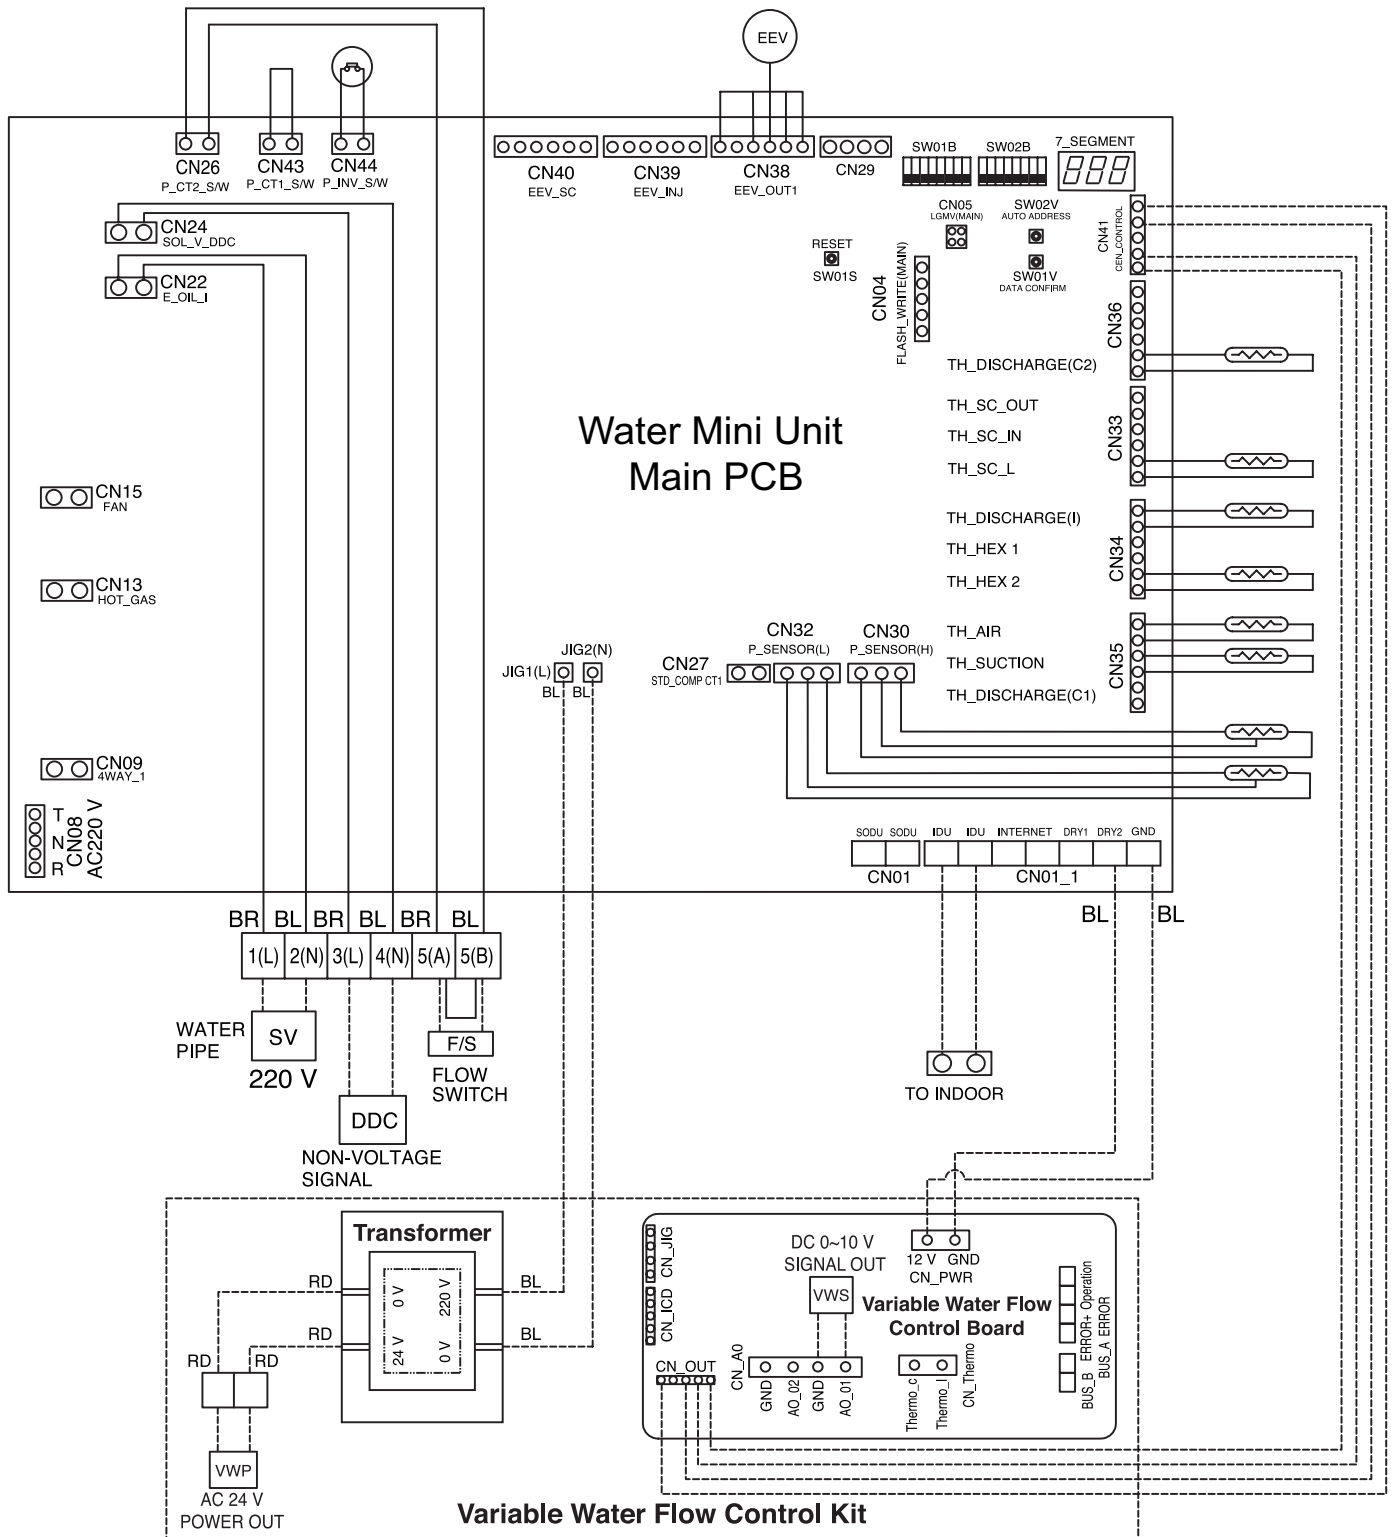 EEV
CN26
P_CT2_S/W
CN43
P_CT1_S/W
CN44
P_INV_S/W
CN40
EEV_SC
CN39
EEV_INJ
CN38
EEV_OUT1
CN29
SW01B
SW02B
7_SEGMENT
CN24
SOL_V_DDC
CN22
E_OIL_I
CN05
LGMV(MAIN)
SW02V
AUTO ADDRESS
SW01V
DATA CONFIRM
RESET
SW01S
CN04
FLASH_WRITE(MAIN)
CN41
CEN_CONTROL
CN36
TH_DISCHARGE(C2)
TH_SC_OUT
TH_SC_IN
TH_SC_L
CN33
Water Mini Unit
Main PCB
CN15
FAN
CN13
HOT_GAS
TH_DISCHARGE(I)
TH_HEX 1
TH_HEX 2
CN34
TH_AIR
TH_SUCTION
TH_DISCHARGE(C1)
CN35
CN32
P_SENSOR(L)
CN30
P_SENSOR(H)
CN27
STD_COMP CT1
JIG1(L)
JIG2(N)
BL
BL
CN09
4WAY_1
T
N
R
CN08
AC220 V
SODU
SODU
IDU
IDU
INTERNET
DRY1
DRY2
GND
CN01
CN01_1
BR
BL
BR
BL
BR
BL
BL
BL
1(L)
2(N)
3(L)
4(N)
5(A)
5(B)
WATER
PIPE
SV
220 V
F/S
FLOW
SWITCH
DDC
NON-VOLTAGE
SIGNAL
TO INDOOR
Transformer
RD
RD
0 V
220 V
24 V
0 V
BL
BL
RD
RD
VWP
AC 24 V
POWER OUT
CN_JIG
CN_ICD
CN_OUT
DC 0~10 V
SIGNAL OUT
VWS
12 V
GND
CN_PWR
Variable Water Flow
Control Board
CN_A0
GND
AO_02
GND
AO_01
Thermo_c
Thermo_I
CN_Thermo
BUS_B
ERROR+
Operation
BUS_A
ERROR
Variable Water Flow Control Kit